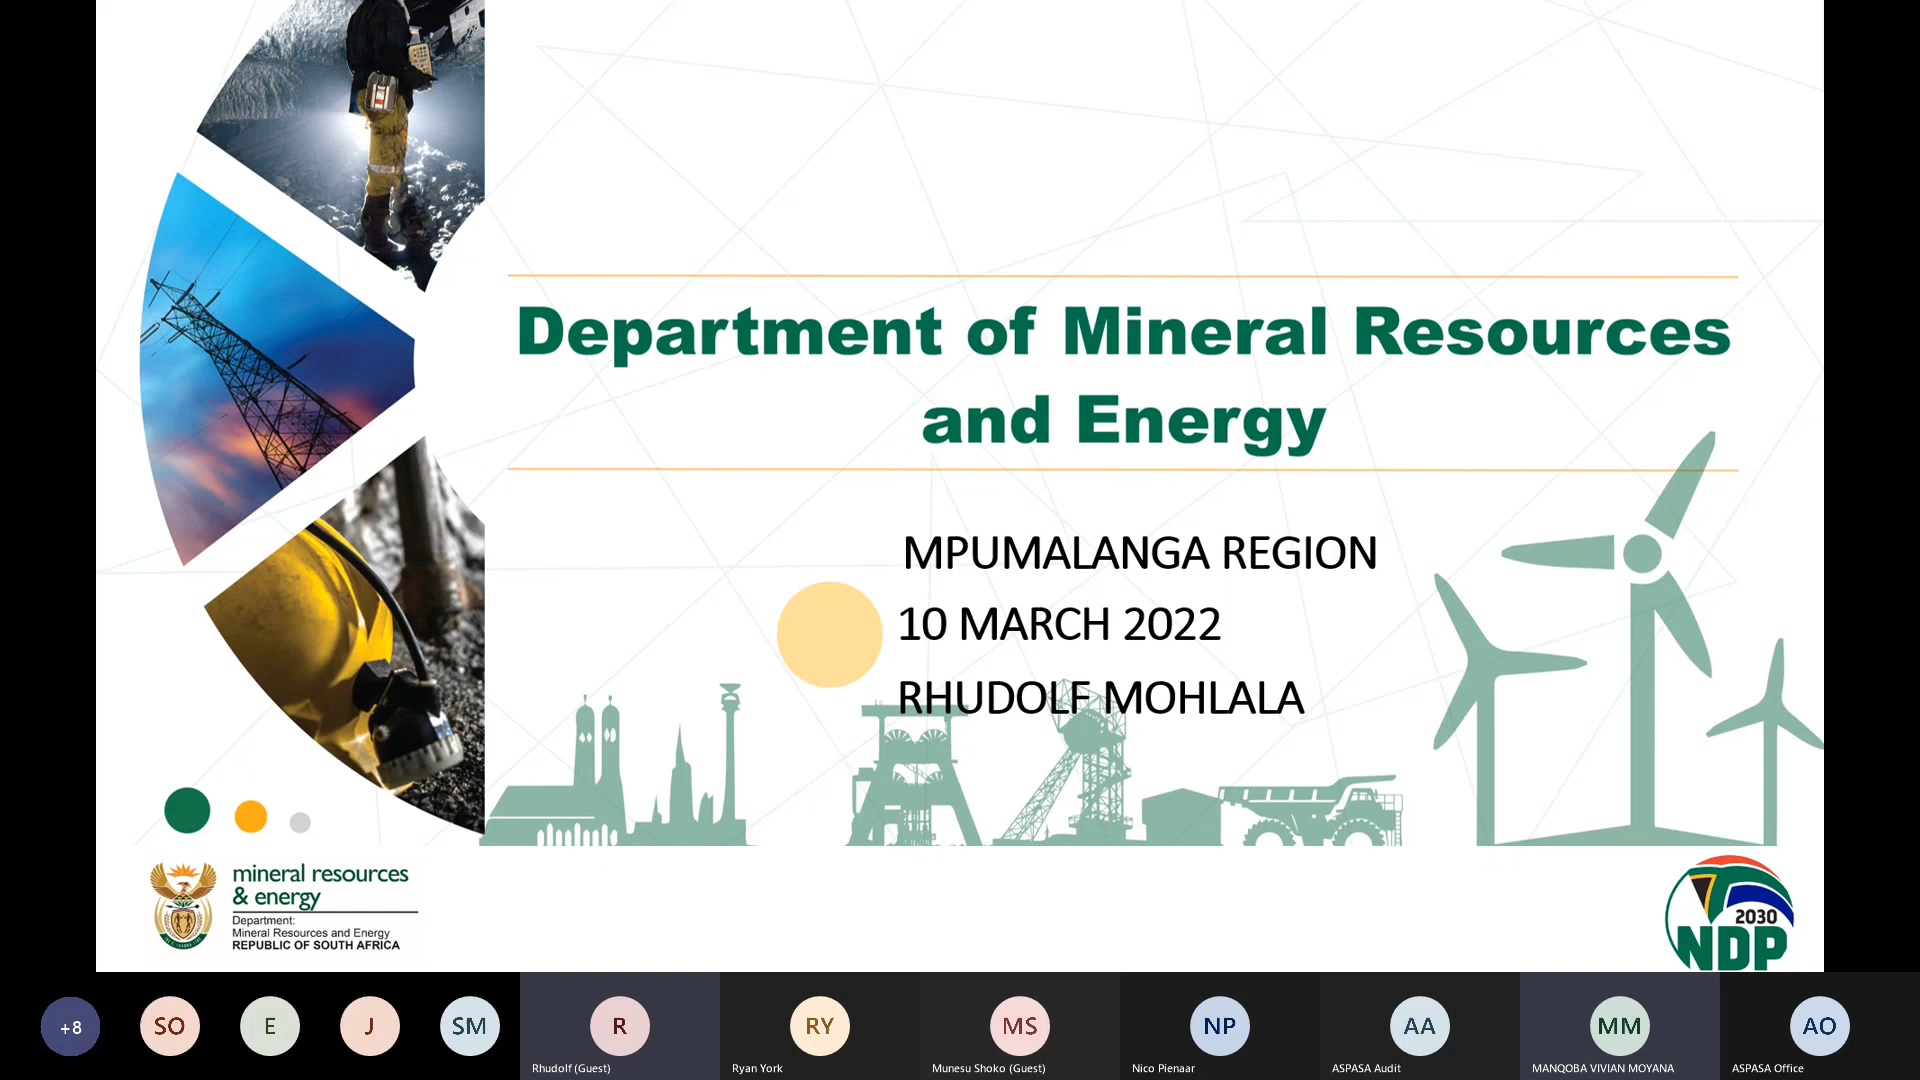 Department of Mineral Resources
and Energy
MPUMALANGA REGION
10 MARCH 2022
RHUDOLF MOHLALA
mineral resources
& energy
Department:
Mineral Resources and Energy
REPUBLIC OF SOUTH AFRICA
2030
NDP
+8
SO
E
J
SM
R
RY
MS
NP
AA
MM
AO
Rhudolf (Guest)
Ryan York
Munesu Shoko (Guest)
Nico Pienaar
ASPASA Audit
MANQOBA VIVIAN MOYANA
ASPASA Office